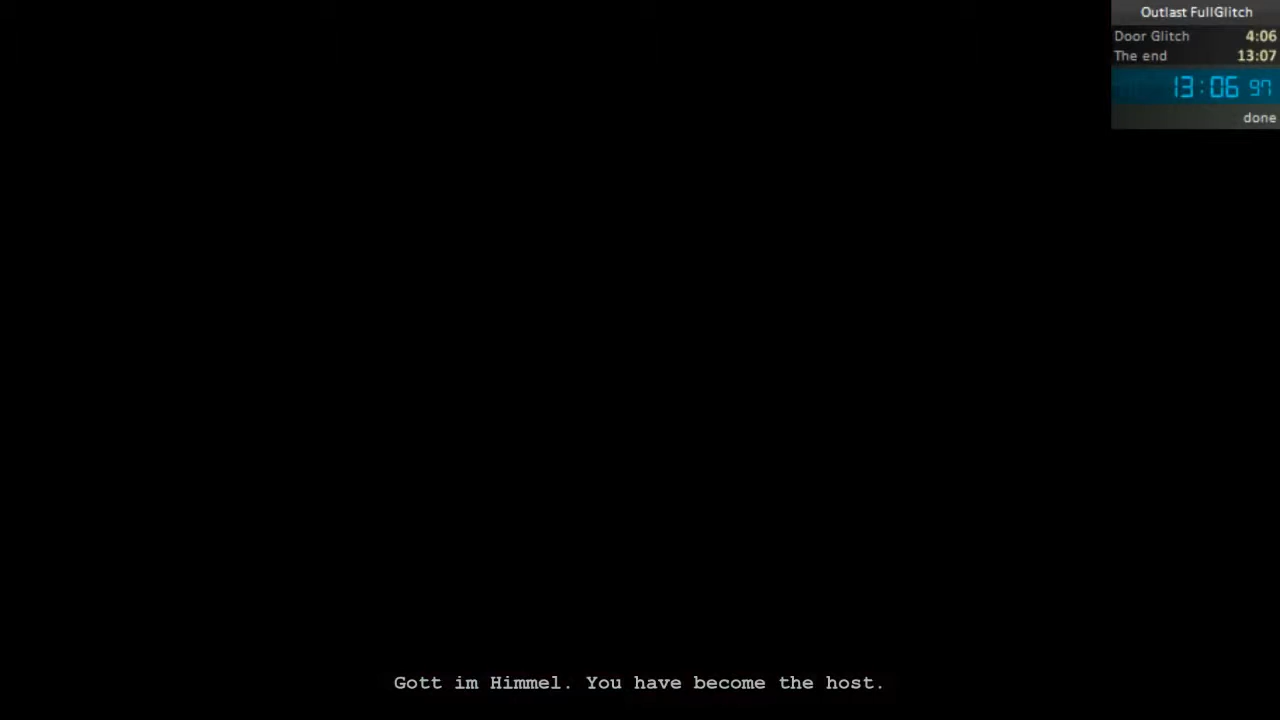 Outlast FullGlitch
Door Glitch 4:06
The end 13:07
13:06 97
done
Gott im Himmel. You have become the host.